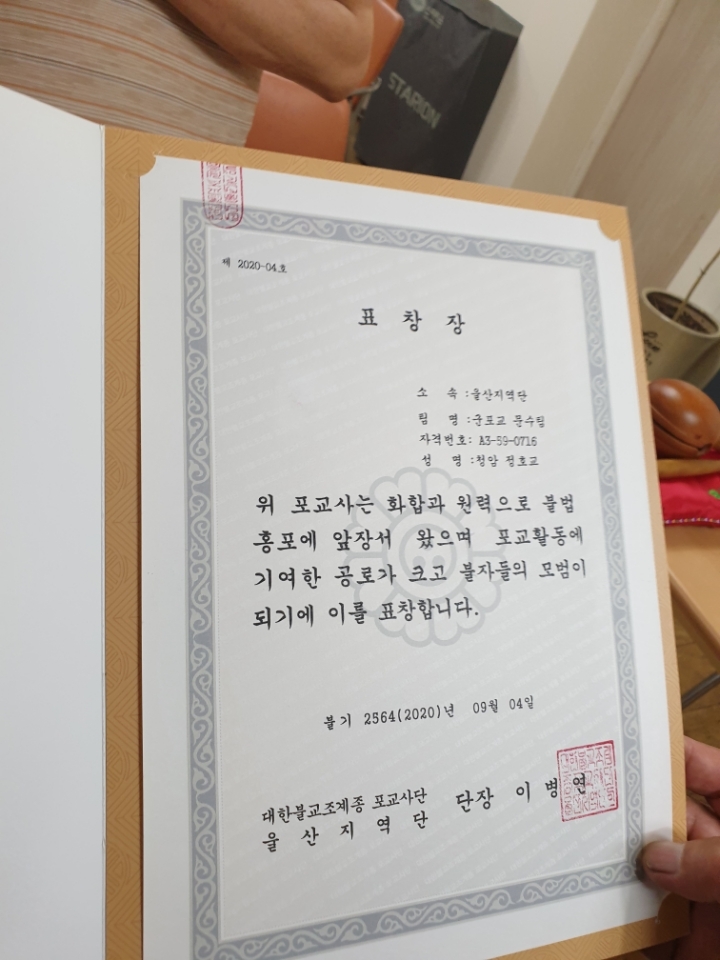 STARION
제 2020-04호
표 창 장
소 속 :울산지역단
팀 명 :군포교 문수팀
자격번호: A3-59-0716
성 명 :청암 정호교
위 포교사는 화합과 원력으로 불법
홍포에 앞장서 왔으며 포교활동에
기여한 공로가 크고 불자들의 모범이
되기에 이를 표창합니다.
불기 2564(2020)년 09월 04일
대한불교조계종 포교사단
울 산 지 역 단 단장 이 병 연